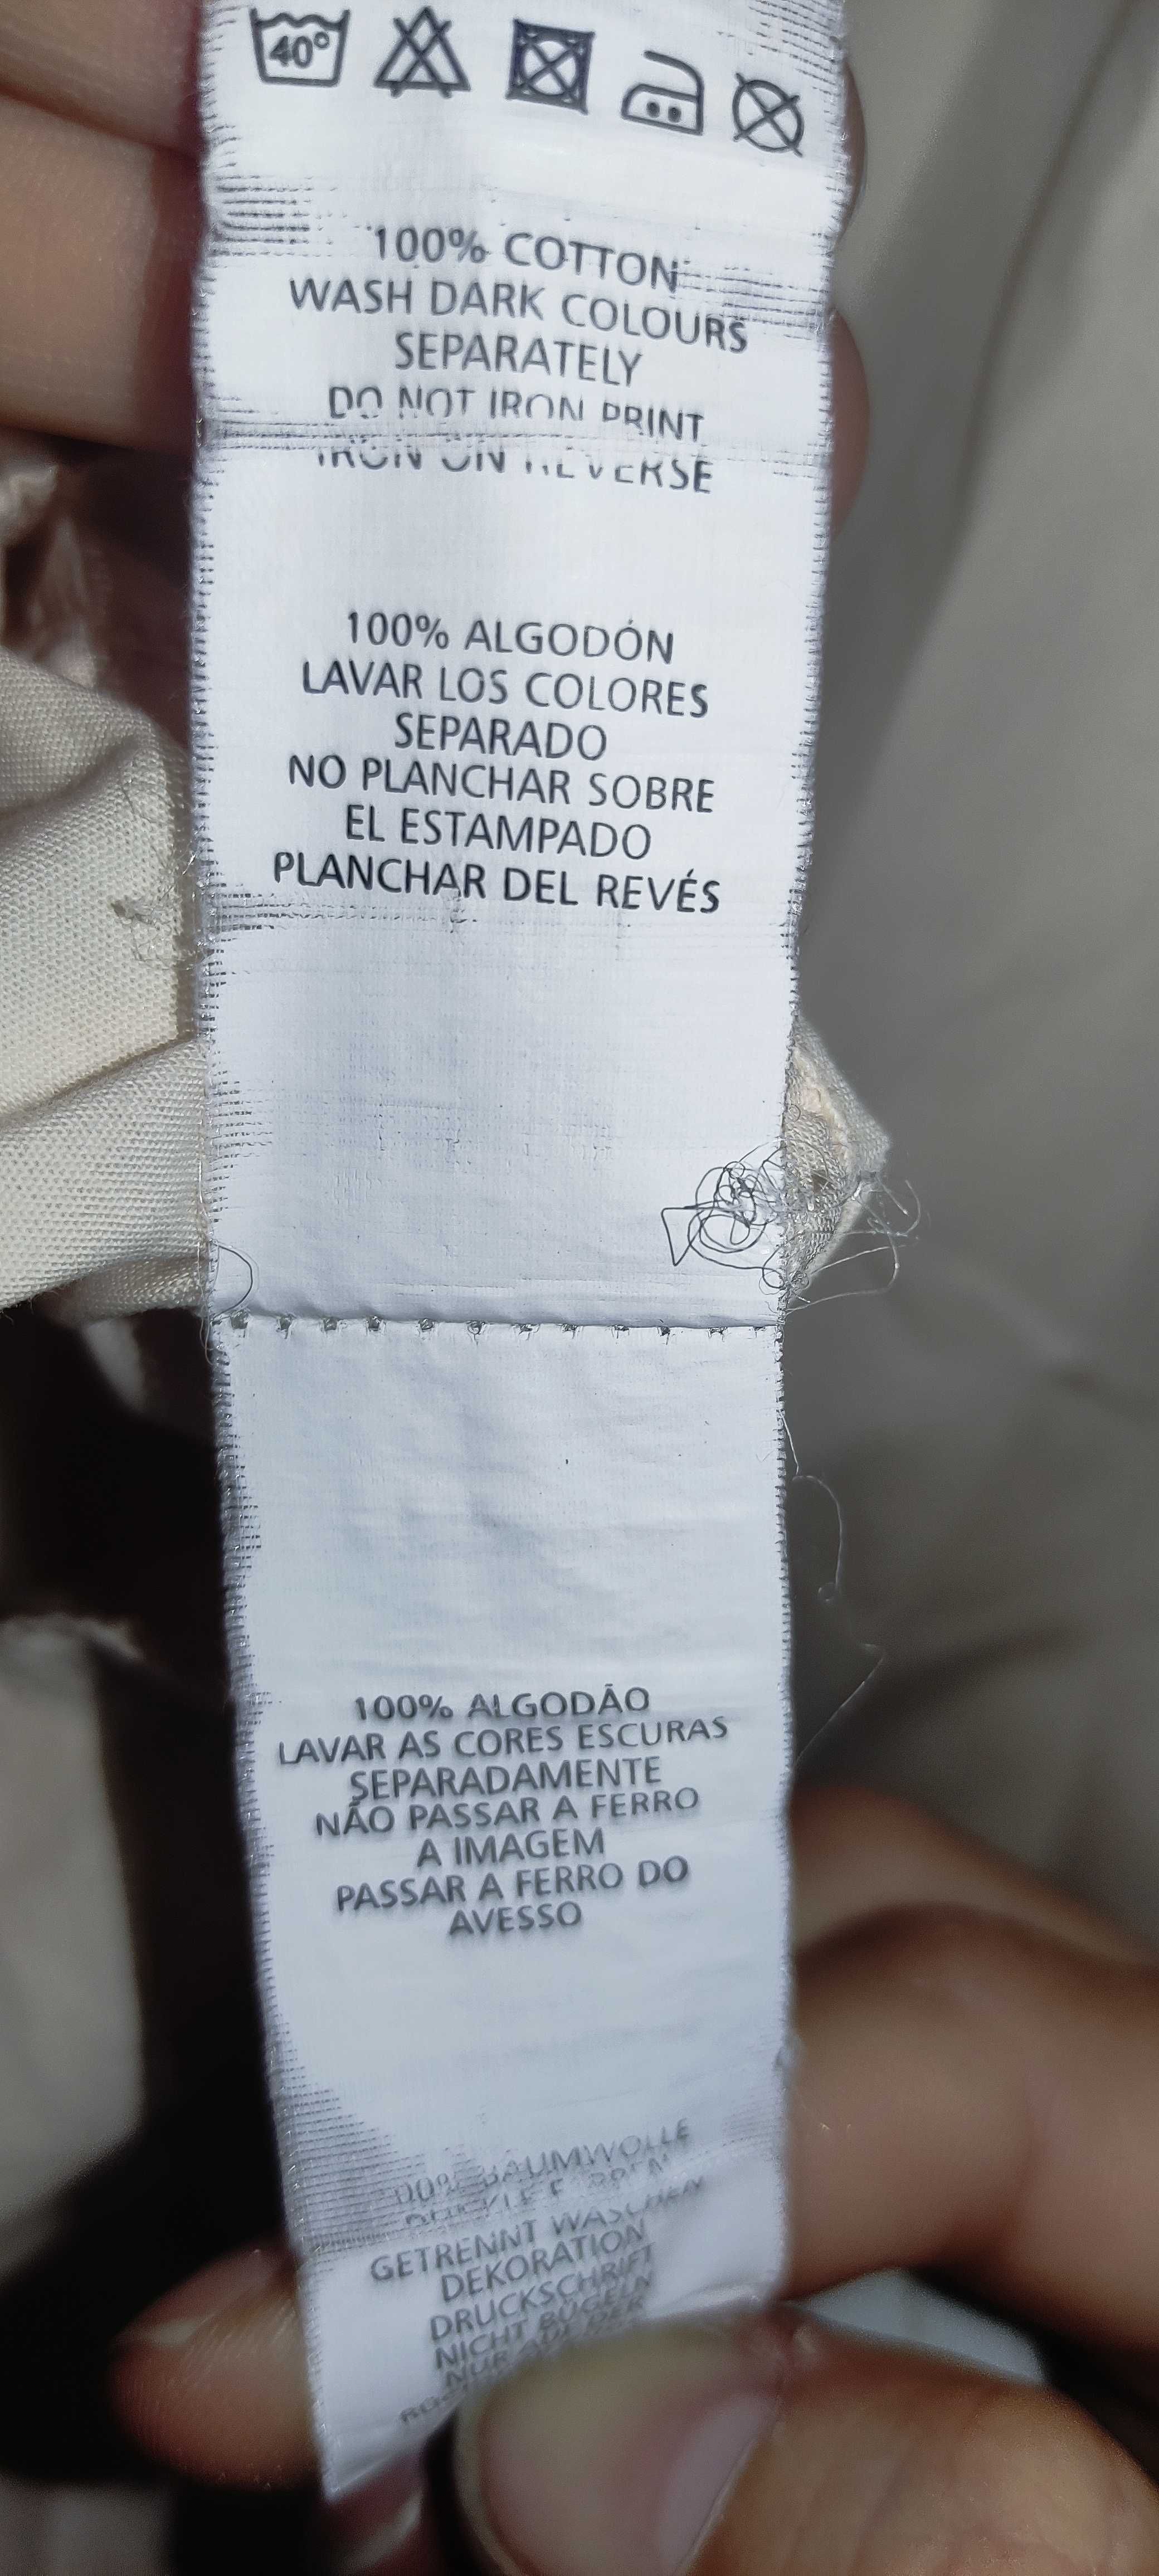 40°
100% COTTON
WASH DARK COLOURS
SEPARATELY
DO NOT IRON PRINT
IRON ON REVERSE
100% ALGODÓN
LAVAR LOS COLORES
SEPARADO
NO PLANCHAR SOBRE
EL ESTAMPADO
PLANCHAR DEL REVÉS
100% ALGODÃO
LAVAR AS CORES ESCURAS
SEPARADAMENTE
NÃO PASSAR A FERRO
A IMAGEM
PASSAR A FERRO DO
AVESSO
BAUMWOLLE
GETRENNT WASCHEN
DEKORATION
DRUCKSCHRIFT
NICHT BÜGELN
NUR